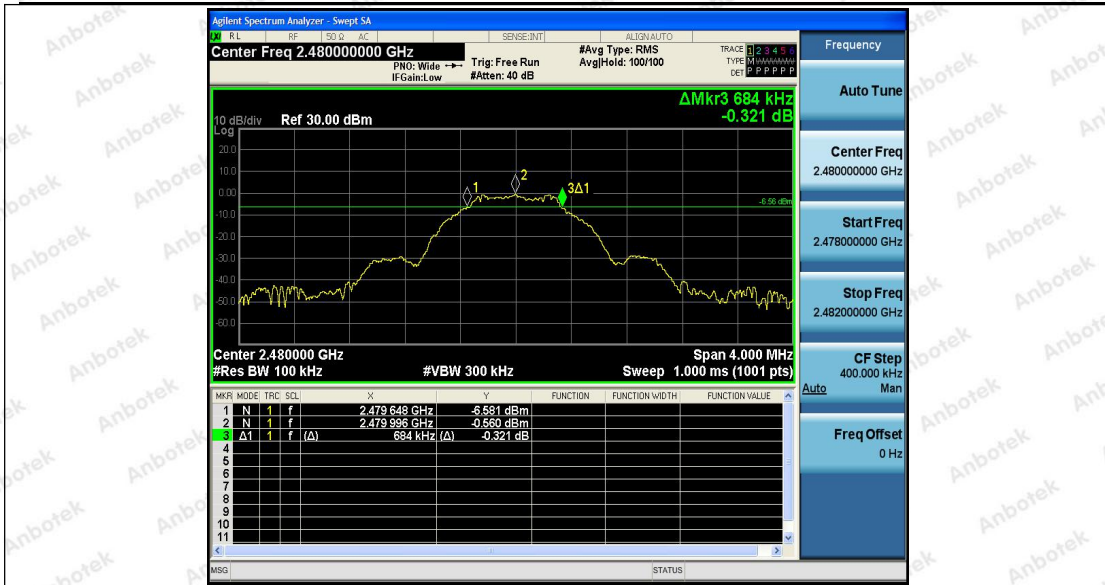 Agilent Spectrum Analyzer - Swept SA
RL RF 50 Ω AC SENSE:INT ALIGN AUTO
Center Freq 2.480000000 GHz
PNO: Wide
IFGain:Low
Trig: Free Run
#Atten: 40 dB
#Avg Type: RMS
Avg|Hold: 100/100
TRACE 1 2 3 4 5 6
TYPE M
DET P P P P P P
ΔMkr3 684 kHz
-0.321 dB
10 dB/div Ref 30.00 dBm
Log
20.0
10.0
0.00
-10.0
-20.0
-30.0
-40.0
-50.0
-60.0
1
2
3Δ1
-6.56 dBm
Center 2.480000 GHz Span 4.000 MHz
#Res BW 100 kHz #VBW 300 kHz Sweep 1.000 ms (1001 pts)
MKR MODE TRC SCL X Y FUNCTION FUNCTION WIDTH FUNCTION VALUE
1 N 1 f 2.479 648 GHz -6.581 dBm
2 N 1 f 2.479 996 GHz -0.560 dBm
3 Δ1 1 f (Δ) 684 kHz (Δ) -0.321 dB
4
5
6
7
8
9
10
11
MSG STATUS
Frequency
Auto Tune
Center Freq
2.480000000 GHz
Start Freq
2.478000000 GHz
Stop Freq
2.482000000 GHz
CF Step
400.000 kHz
Auto Man
Freq Offset
0 Hz
Anbotek